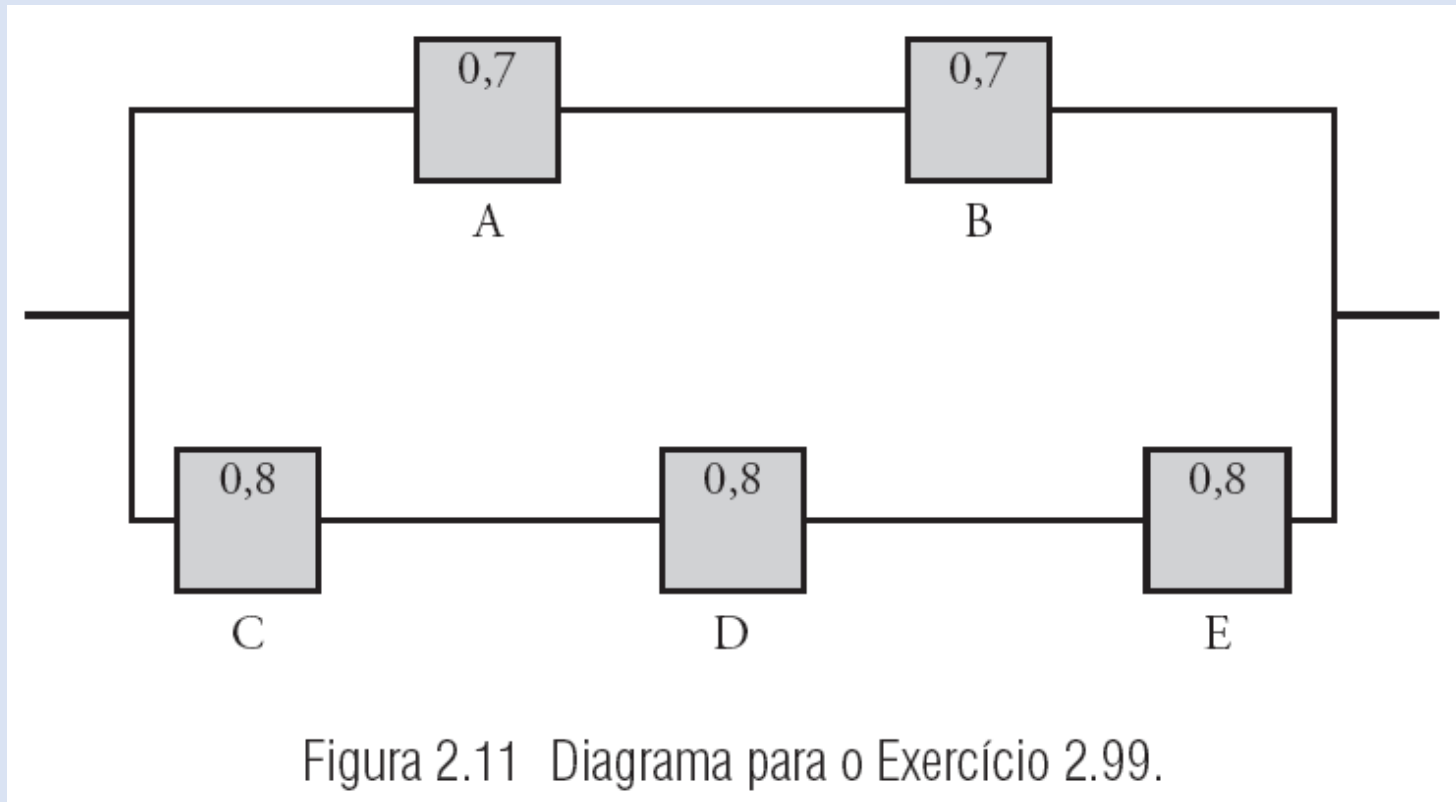 0,7 0,7
A B
0,8 0,8 0,8
C D E
Figura 2.11 Diagrama para o Exercício 2.99.